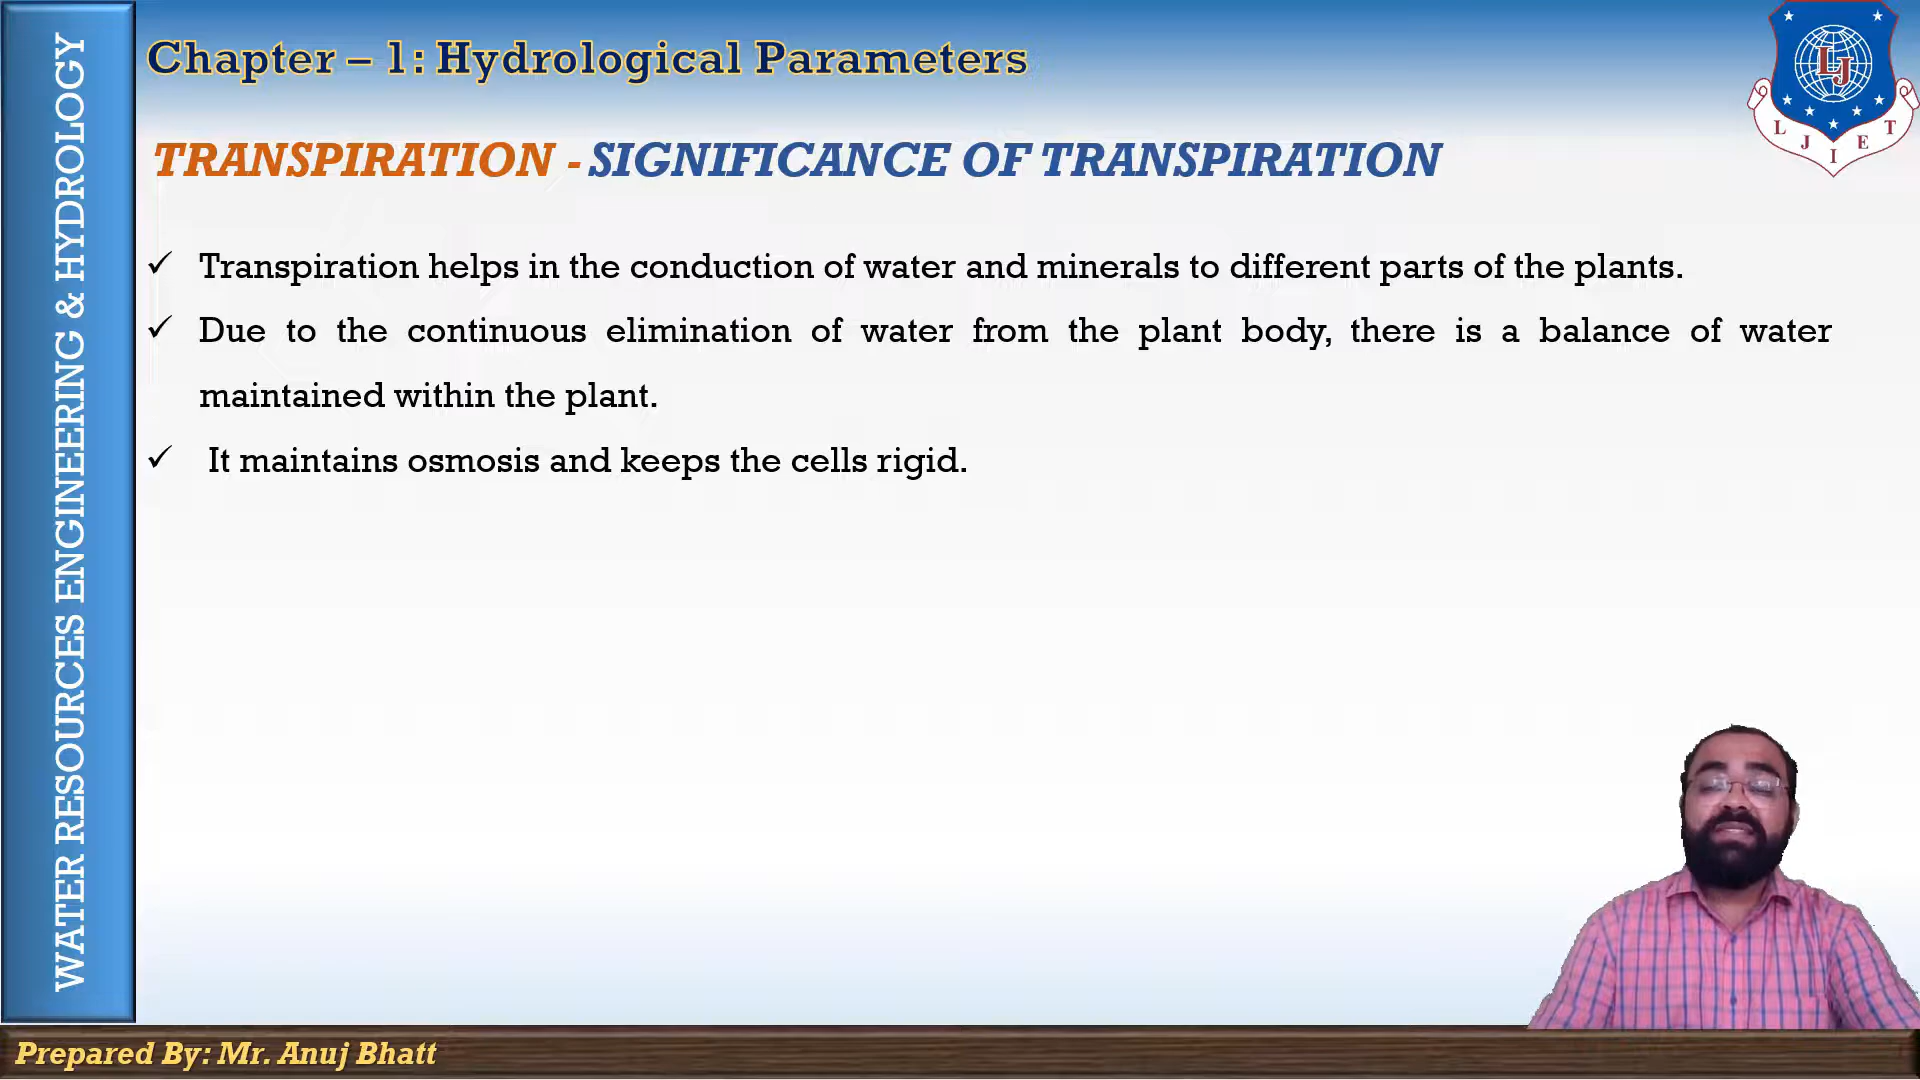 WATER RESOURCES ENGINEERING & HYDROLOGY
Chapter – 1: Hydrological Parameters
LJ
L J I E T
TRANSPIRATION - SIGNIFICANCE OF TRANSPIRATION
✓ Transpiration helps in the conduction of water and minerals to different parts of the plants.
✓ Due to the continuous elimination of water from the plant body, there is a balance of water
maintained within the plant.
✓ It maintains osmosis and keeps the cells rigid.
Prepared By: Mr. Anuj Bhatt